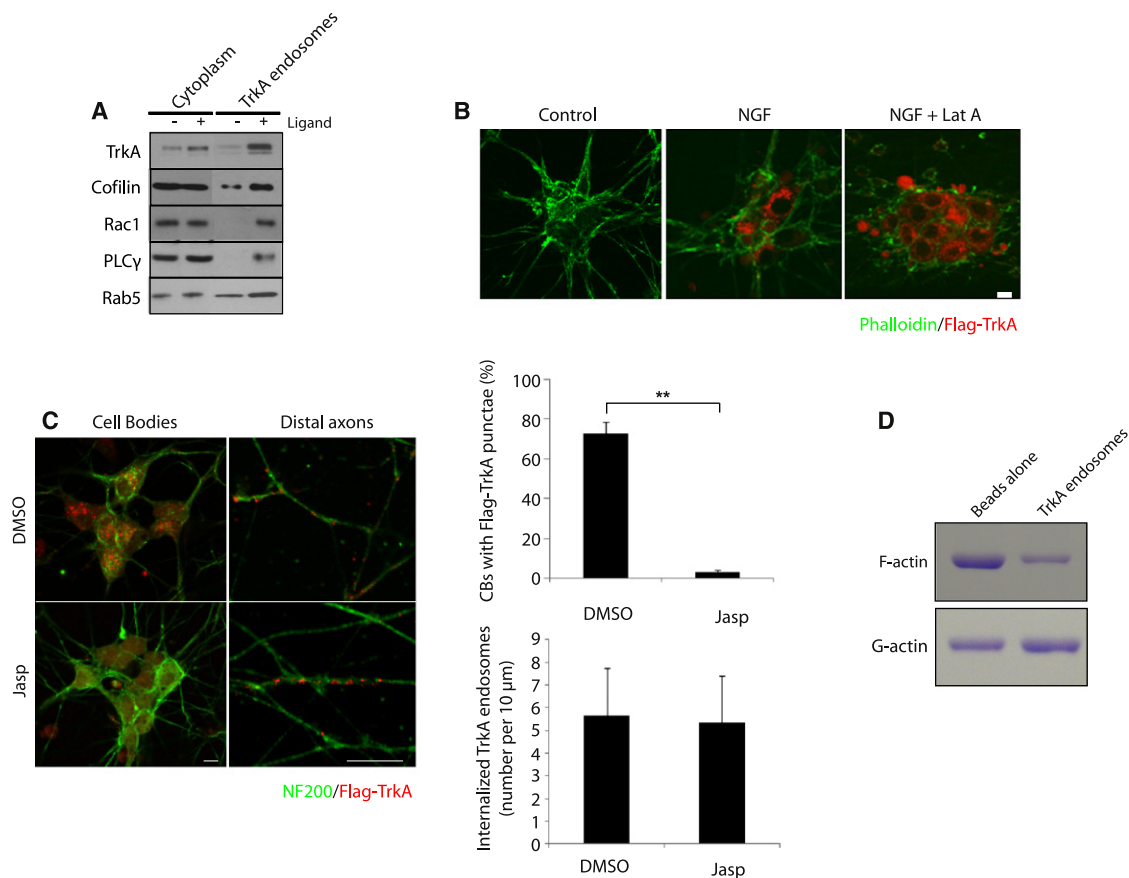 A
Cytoplasm
TrkA endosomes
- + - + Ligand
TrkA
Cofilin
Rac1
PLCγ
Rab5
B
Control
NGF
NGF + Lat A
Phalloidin/Flag-TrkA
C
Cell Bodies
Distal axons
DMSO
Jasp
NF200/Flag-TrkA
CBs with Flag-TrkA punctae (%)
100
80
60
40
20
0
**
DMSO
Jasp
Internalized TrkA endosomes
(number per 10 μm)
9
8
7
6
5
4
3
2
1
0
DMSO
Jasp
D
Beads alone
TrkA endosomes
F-actin
G-actin